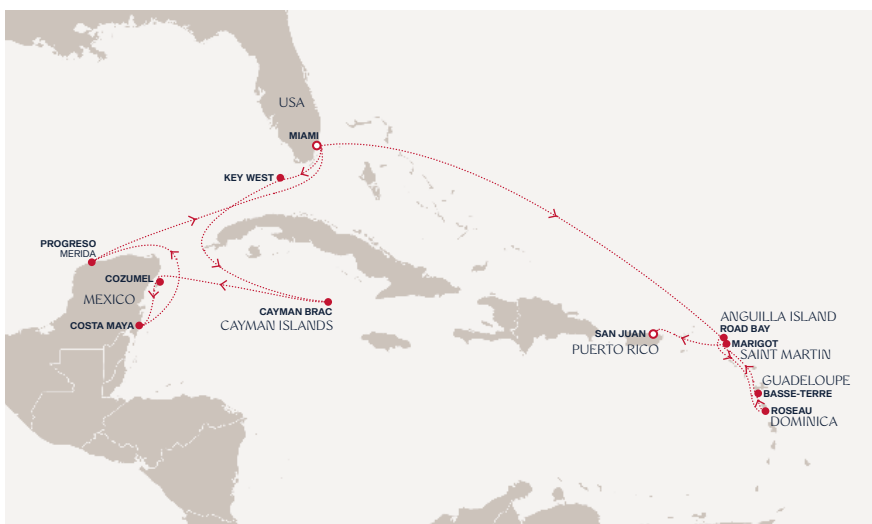 USA
MIAMI
KEY WEST
PROGRESO
MERIDA
COZUMEL
MEXICO
COSTA MAYA
CAYMAN BRAC
CAYMAN ISLANDS
SAN JUAN
PUERTO RICO
ANGUILLA ISLAND
ROAD BAY
MARIGOT
SAINT MARTIN
GUADELOUPE
BASSE-TERRE
ROSEAU
DOMINICA